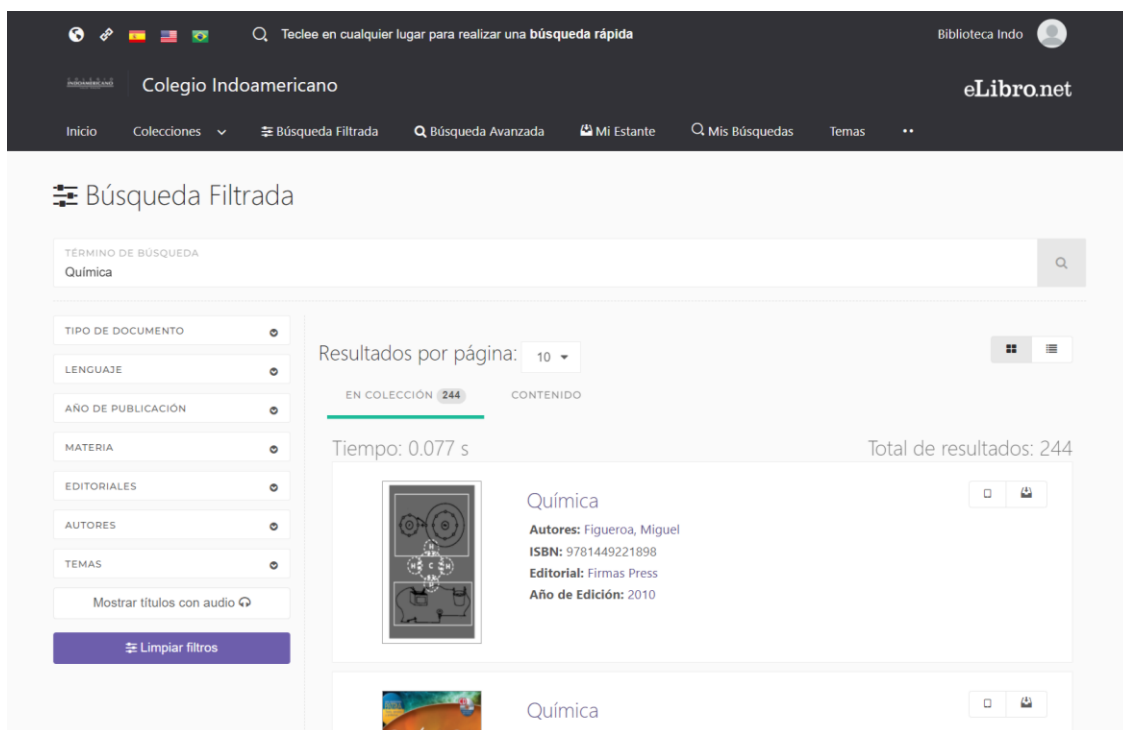 Teclee en cualquier lugar para realizar una búsqueda rápida
Biblioteca Indo
INDOAMERICANO
Colegio Indoamericano
eLibro.net
Inicio
Colecciones
Búsqueda Filtrada
Búsqueda Avanzada
Mi Estante
Mis Búsquedas
Temas
Búsqueda Filtrada
TÉRMINO DE BÚSQUEDA
Química
TIPO DE DOCUMENTO
LENGUAJE
AÑO DE PUBLICACIÓN
MATERIA
EDITORIALES
AUTORES
TEMAS
Mostrar títulos con audio
Limpiar filtros
Resultados por página: 10
EN COLECCIÓN 244
CONTENIDO
Tiempo: 0.077 s
Total de resultados: 244
H
H C H
H
Química
Autores: Figueroa, Miguel
ISBN: 9781449221898
Editorial: Firmas Press
Año de Edición: 2010
Química